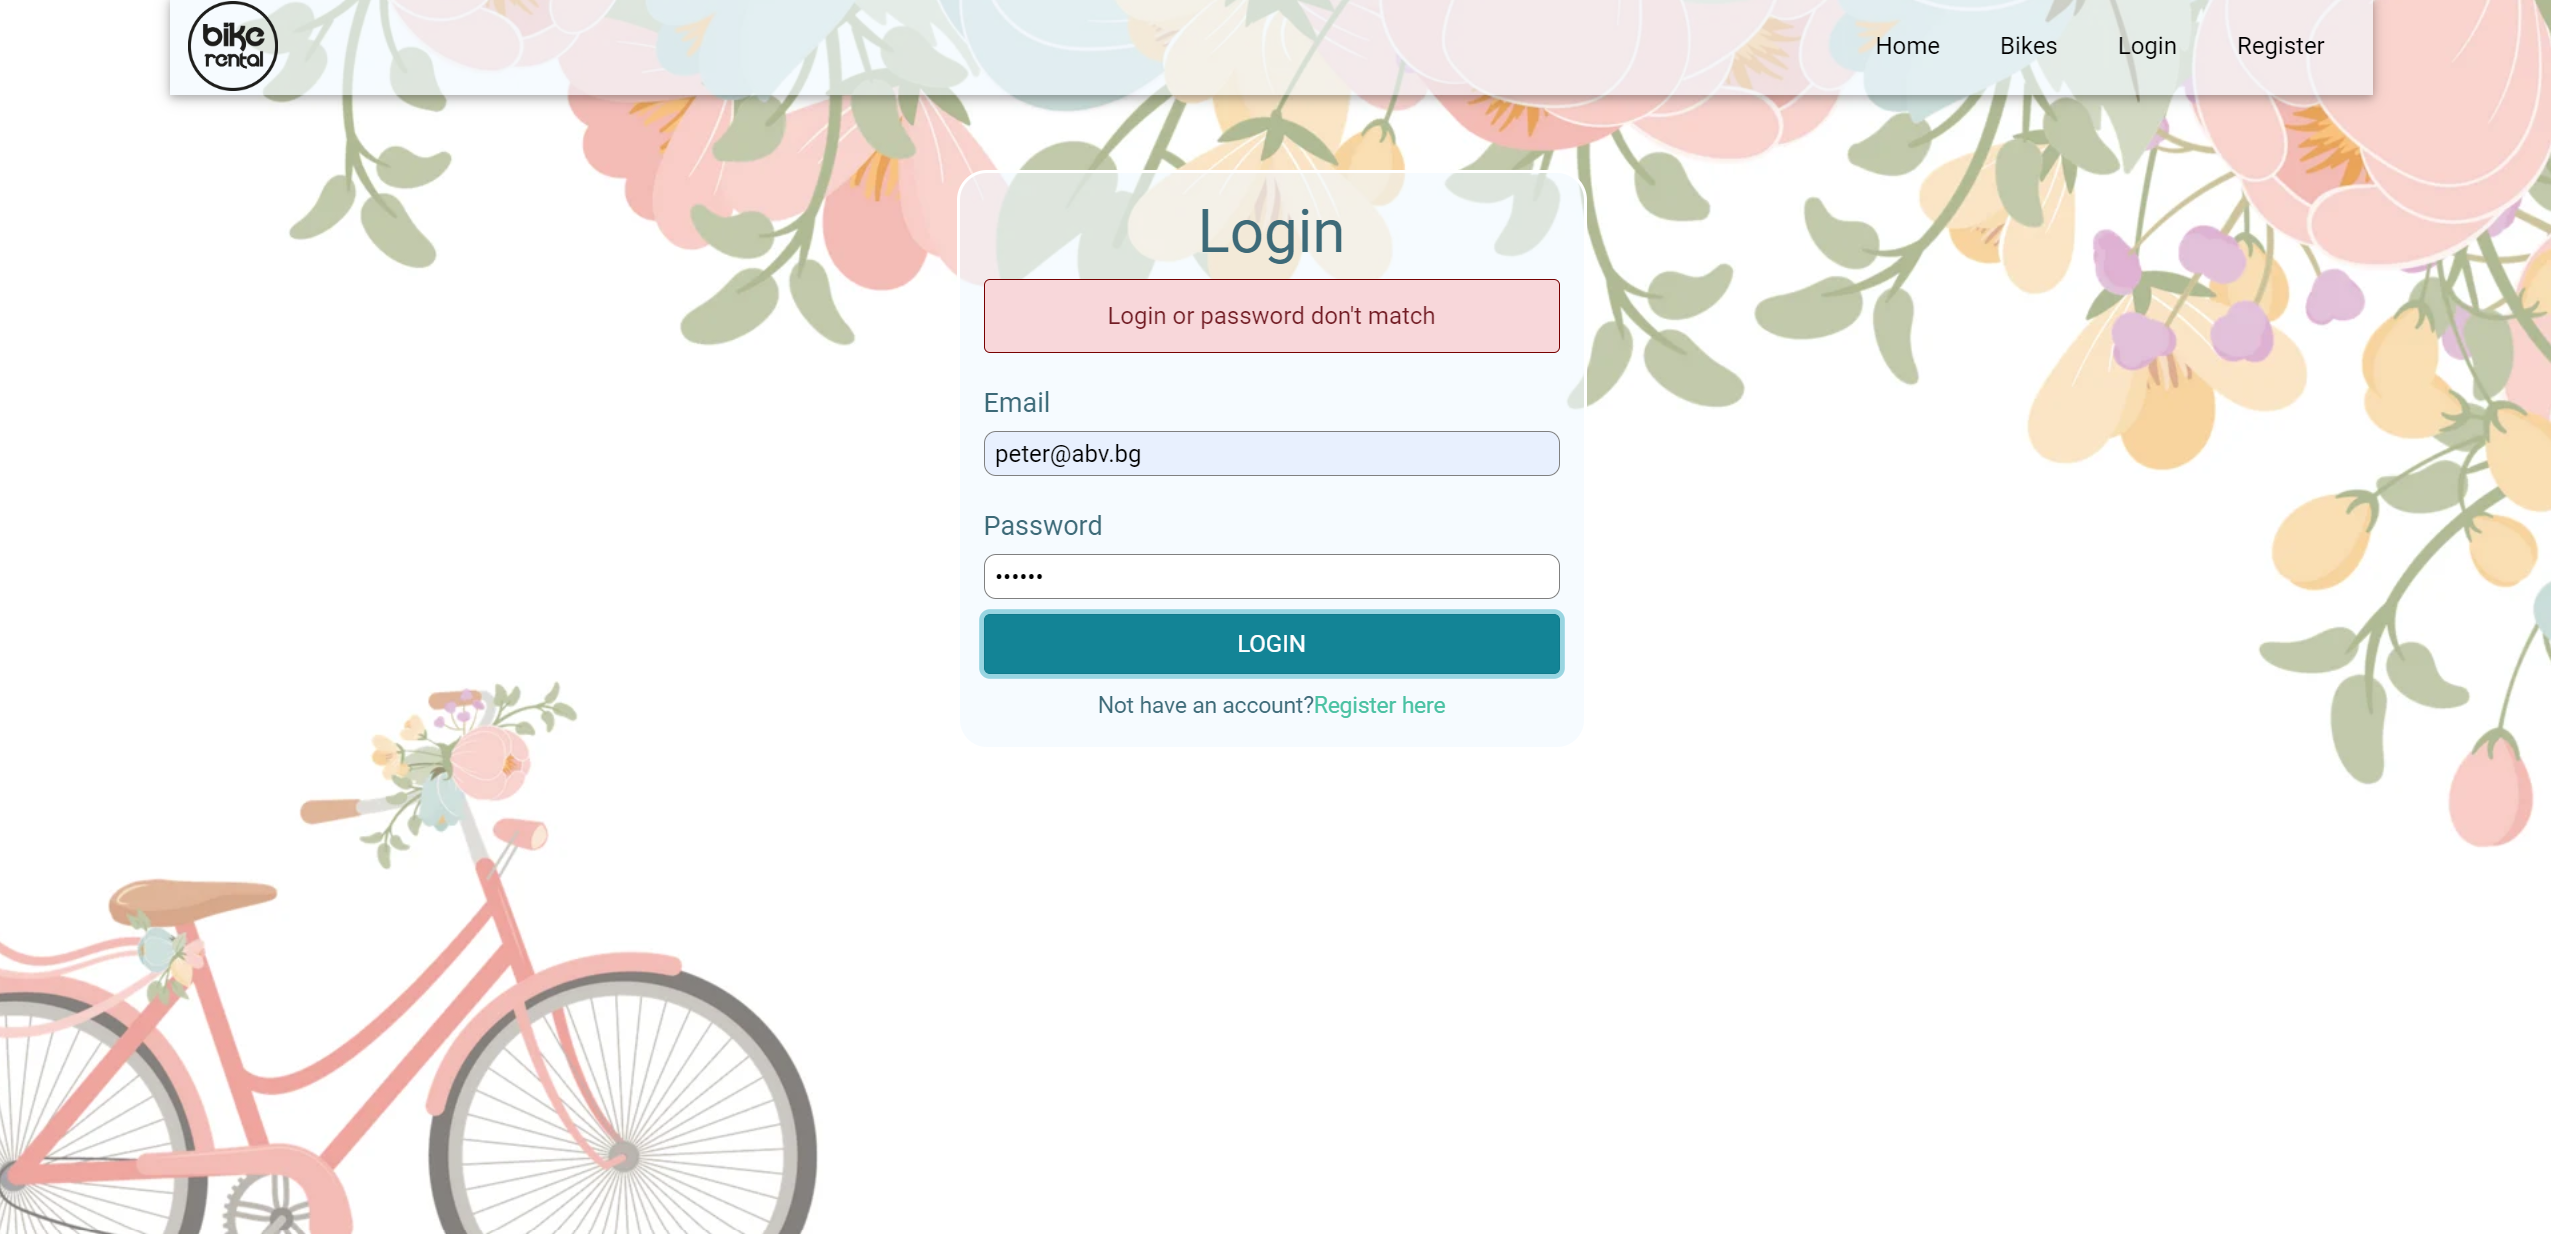 bike
rental
Home
Bikes
Login
Register
Login
Login or password don't match
Email
peter@abv.bg
Password
••••••
LOGIN
Not have an account?Register here